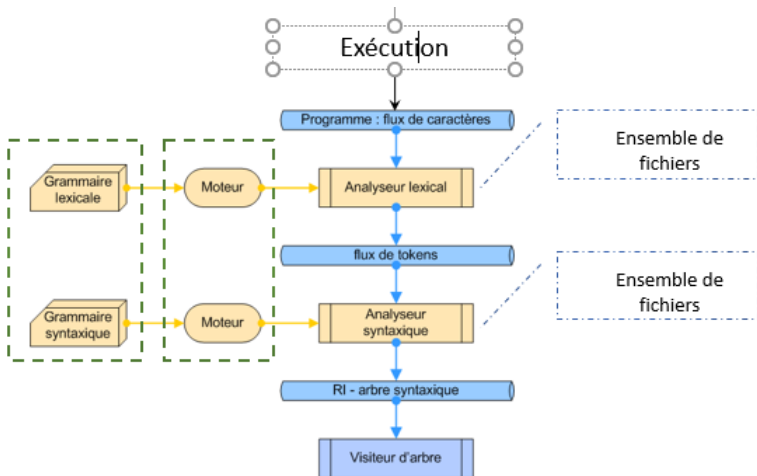 Exécution
Programme : flux de caractères
Ensemble de
fichiers
Grammaire
lexicale
Moteur
Analyseur lexical
flux de tokens
Ensemble de
fichiers
Grammaire
syntaxique
Moteur
Analyseur
syntaxique
RI - arbre syntaxique
Visiteur d'arbre